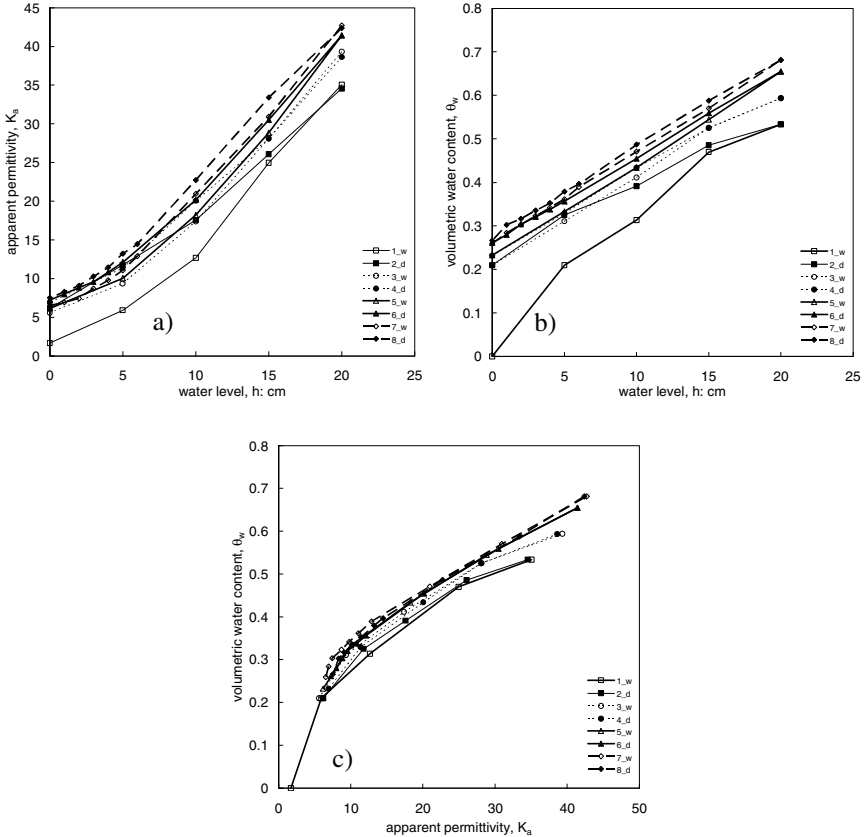 45
40
35
30
25
20
15
10
5
0
apparent permittivity, Ka
0 5 10 15 20 25
water level, h: cm
a)
1_w
2_d
3_w
4_d
5_w
6_d
7_w
8_d
0.8
0.7
0.6
0.5
0.4
0.3
0.2
0.1
0
volumetric water content, θw
0 5 10 15 20 25
water level, h: cm
b)
1_w
2_d
3_w
4_d
5_w
6_d
7_w
8_d
0.8
0.7
0.6
0.5
0.4
0.3
0.2
0.1
0
volumetric water content, θw
0 10 20 30 40 50
apparent permittivity, Ka
c)
1_w
2_d
3_w
4_d
5_w
6_d
7_w
8_d